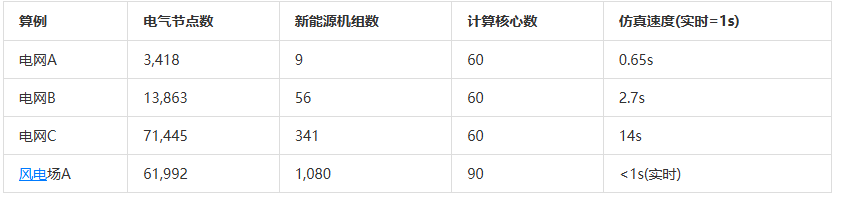 算例 电气节点数 新能源机组数 计算核心数 仿真速度(实时=1s)
电网A 3,418 9 60 0.65s
电网B 13,863 56 60 2.7s
电网C 71,445 341 60 14s
风电场A 61,992 1,080 90 <1s(实时)